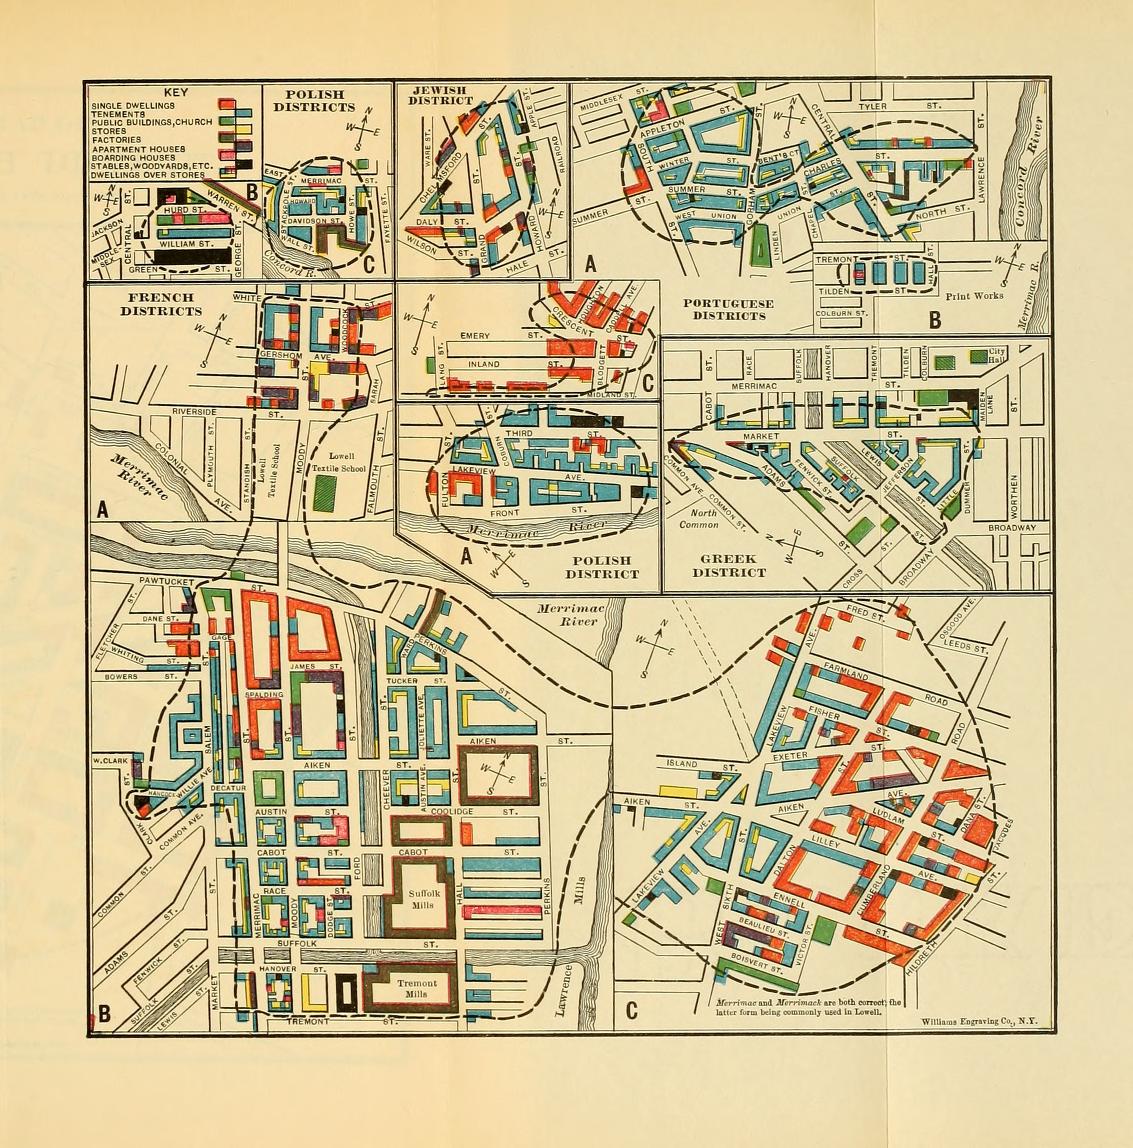 KEY
SINGLE DWELLINGS
TENEMENTS
PUBLIC BUILDINGS, CHURCH
STORES
FACTORIES
APARTMENT HOUSES
BOARDING HOUSES
STABLES, WOODYARDS, ETC.
DWELLINGS OVER STORES
POLISH
DISTRICTS
N
W E
S
EAST
MERRIMAC
ST.
STACKPOLE ST.
HOWARD
DAVIDSON ST.
HOWE ST.
FAYETTE ST.
WALL ST.
Concord R.
C
B
WARREN ST.
HURD ST.
WILLIAM ST.
GREEN ST.
CENTRAL ST.
GEORGE ST.
JACKSON
MIDDLESEX
JEWISH
DISTRICT
WARE ST.
CHELMSFORD ST.
APPLE ST.
RAILROAD
DALY
WILSON
GRAND ST.
HOWARD
HALE ST.
MIDDLESEX ST.
APPLETON
SOUTH
WINTER
SUMMER ST.
SUMMER
WEST UNION
ST.
GORHAM
BENT'S CT.
CHARLES
CENTRAL
TYLER ST.
UNION ST.
CHAPEL
LINDEN
NORTH ST.
LAWRENCE ST.
Concord River
A
PORTUGUESE
DISTRICTS
TREMONT ST.
TILDEN ST.
COLBURN ST.
HALL ST.
Print Works
Merrimac R.
B
FRENCH
DISTRICTS
WHITE
GERSHOM AVE.
WOODCOCK
ST.
SARAH
RIVERSIDE ST.
COLONIAL AVE.
PLYMOUTH ST.
STANDISH ST.
Lowell
Textile School
MOODY
Lowell
Textile School
FALMOUTH ST.
Merrimac
River
A
EMERY ST.
INLAND
LANG ST.
CRESCENT
BLODGETT
MIDLAND ST.
C
THIRD ST.
COBURN
LAKEVIEW AVE.
FULTON
FRONT ST.
Merrimac River
A
POLISH
DISTRICT
ST.
RACE
SUFFOLK
HANOVER
TREMONT
TILDEN
COLBURN
City
Hall
MERRIMAC ST.
CABOT
MAIDEN LANE
MARKET ST.
COMMON AVE.
COMMON ST.
ADAMS
FENWICK ST.
SUFFOLK
LEWIS
JEFFERSON
LITTLE
DUMMER ST.
WORTHEN
BROADWAY
BROADWAY
CROSS
North
Common
GREEK
DISTRICT
PAWTUCKET ST.
DANE ST.
FLETCHER
WHITING ST.
BOWERS ST.
GAGE
JAMES ST.
SPALDING
SALEM ST.
WARD
PERKINS
TUCKER ST.
JOLIETTE AVE.
AIKEN ST.
AIKEN
W. CLARK
ST.
HANCOCK
WILLIE AVE.
CLARK
COMMON AVE.
DECATUR
AUSTIN
CHEEVER
AUSTIN AVE.
COOLIDGE ST.
CABOT ST.
CABOT ST.
FORD
RACE ST.
MERRIMAC
MOODY
DODGE ST.
HALL
PERKINS
Suffolk
Mills
SUFFOLK ST.
COMMON ST.
ADAMS ST.
FENWICK ST.
SUFFOLK ST.
LEWIS ST.
MARKET
HANOVER ST.
Tremont
Mills
TREMONT ST.
Lawrence
Mills
B
Merrimac
River
FRED ST.
OSGOOD AVE.
LEEDS ST.
FARMLAND ROAD
ROAD
LAKEVIEW AVE.
FISHER ST.
EXETER
ISLAND ST.
AIKEN ST.
AIKEN AVE.
LUDLAM ST.
DANA ST.
JACQUES
LILLEY AVE.
DALTON
CUMBERLAND
LAKEVIEW AVE.
WEST SIXTH
ENNELL ST.
BEAULIEU ST.
BOISVERT ST.
VICTOR ST.
HILDRETH
C
Merrimac and Merrimack are both correct, the
latter form being commonly used in Lowell.
Williams Engraving Co., N.Y.